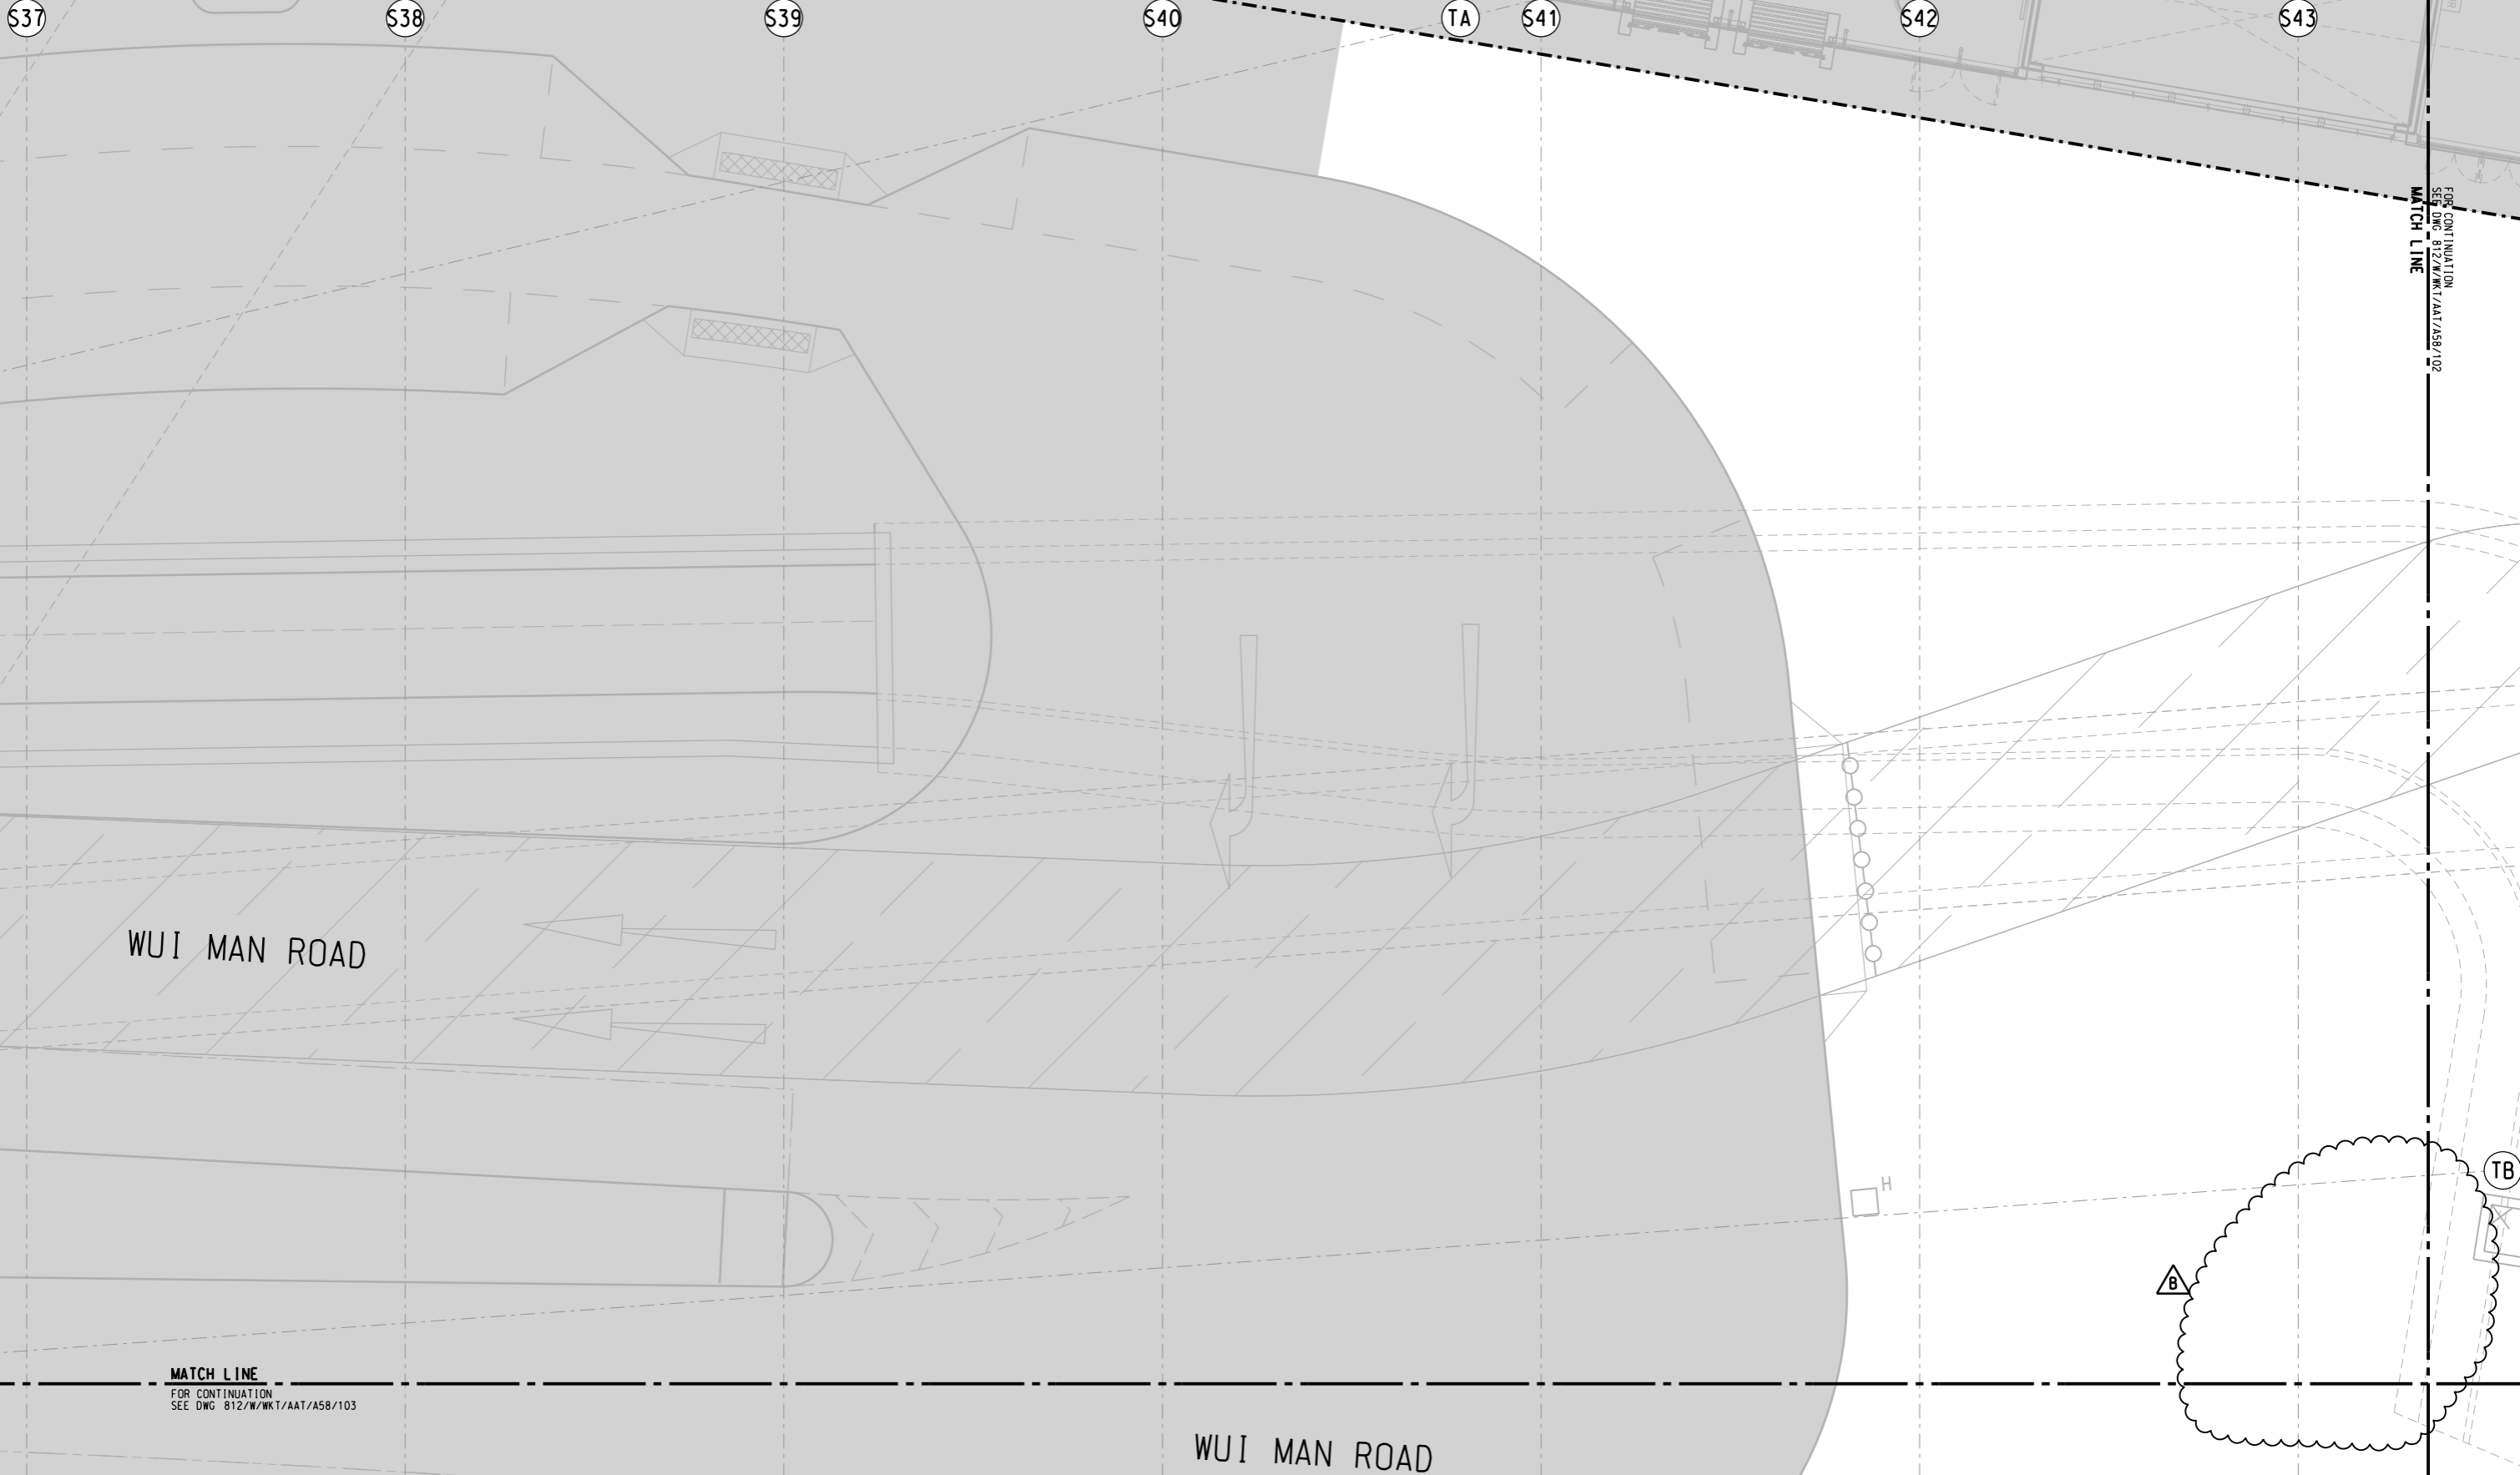 S37 S38 S39 S40 TA S41 S42 S43
FOR CONTINUATION
SEE DWG 812/W/WKT/AAT/A58/102
MATCH LINE
WUI MAN ROAD
H
TB
B
MATCH LINE
FOR CONTINUATION
SEE DWG 812/W/WKT/AAT/A58/103
WUI MAN ROAD